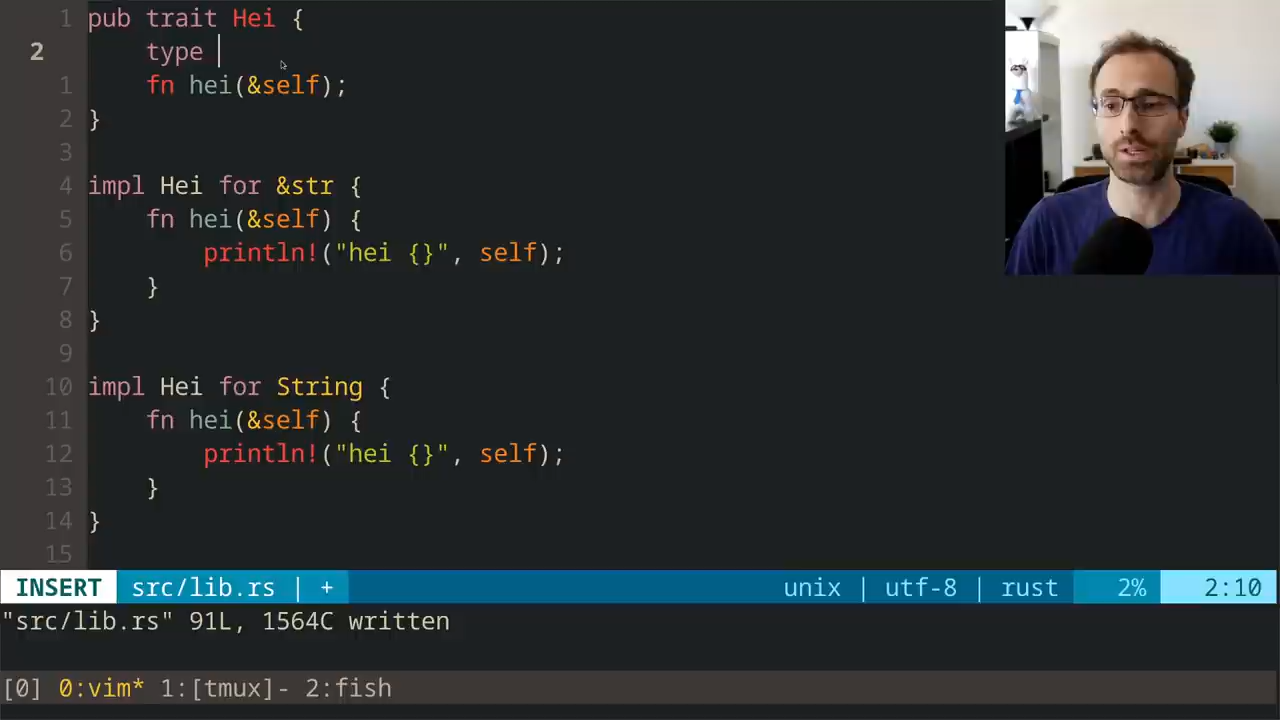 1 pub trait Hei {
2 type
1 fn hei(&self);
2 }
3
4 impl Hei for &str {
5 fn hei(&self) {
6 println!("hei {}", self);
7 }
8 }
9
10 impl Hei for String {
11 fn hei(&self) {
12 println!("hei {}", self);
13 }
14 }
15
INSERT src/lib.rs | + unix | utf-8 | rust 2% 2:10
"src/lib.rs" 91L, 1564C written
[0] 0:vim* 1:[tmux]- 2:fish